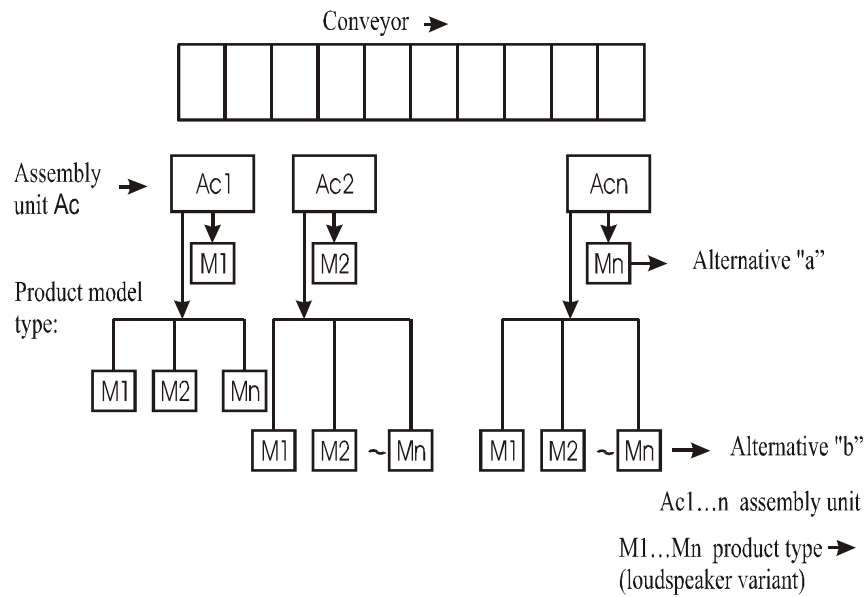 Conveyor
Assembly
unit Ac
Ac1 Ac2 Acn
M1 M2 Mn
Alternative "a”
Product model
type:
M1 M2 Mn
M1 M2 ~ Mn M1 M2 ~ Mn
Alternative "b”
Ac1...n assembly unit
M1...Mn product type
(loudspeaker variant)